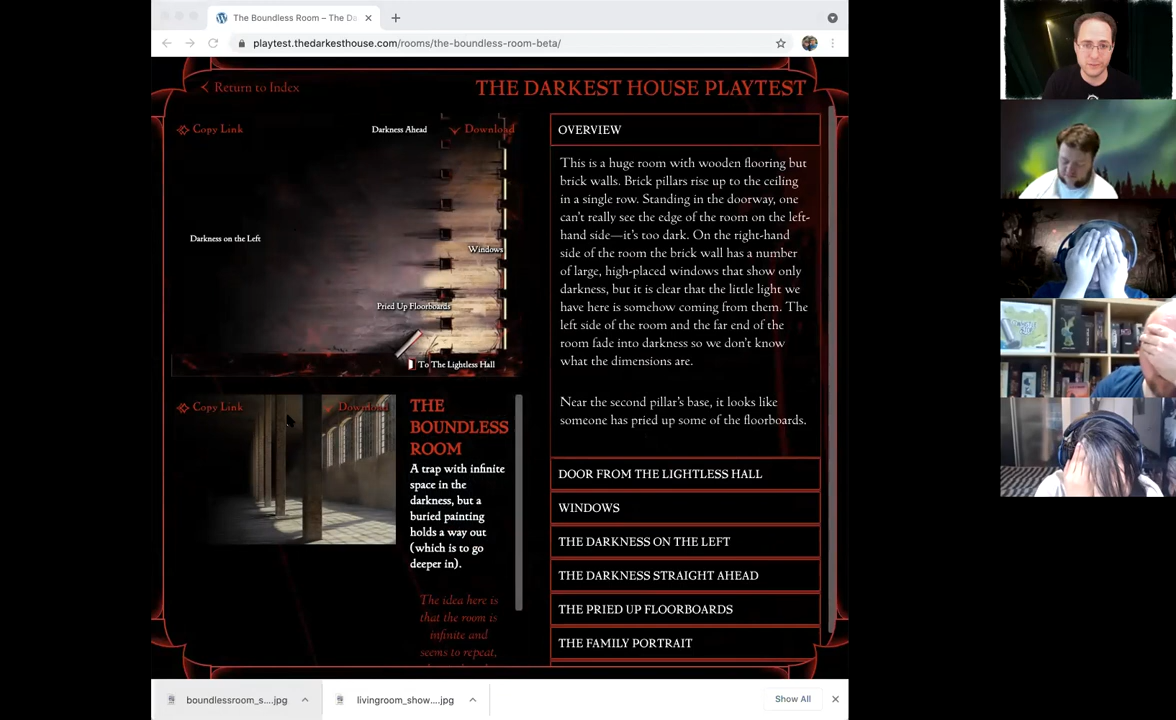 The Boundless Room – The Da
playtest.thedarkesthouse.com/rooms/the-boundless-room-beta/
Return to Index
THE DARKEST HOUSE PLAYTEST
Copy Link
Darkness Ahead
Download
Darkness on the Left
Windows
Pried Up Floorboards
To The Lightless Hall
Copy Link
Download
THE
BOUNDLESS
ROOM
A trap with infinite
space in the
darkness, but a
buried painting
holds a way out
(which is to go
deeper in).
The idea here is
that the room is
infinite and
seems to repeat,
OVERVIEW
This is a huge room with wooden flooring but
brick walls. Brick pillars rise up to the ceiling
in a single row. Standing in the doorway, one
can't really see the edge of the room on the left-
hand side—it's too dark. On the right-hand
side of the room the brick wall has a number
of large, high-placed windows that show only
darkness, but it is clear that the little light we
have here is somehow coming from them. The
left side of the room and the far end of the
room fade into darkness so we don't know
what the dimensions are.
Near the second pillar's base, it looks like
someone has pried up some of the floorboards.
DOOR FROM THE LIGHTLESS HALL
WINDOWS
THE DARKNESS ON THE LEFT
THE DARKNESS STRAIGHT AHEAD
THE PRIED UP FLOORBOARDS
THE FAMILY PORTRAIT
boundlessroom_s....jpg
livingroom_show....jpg
Show All